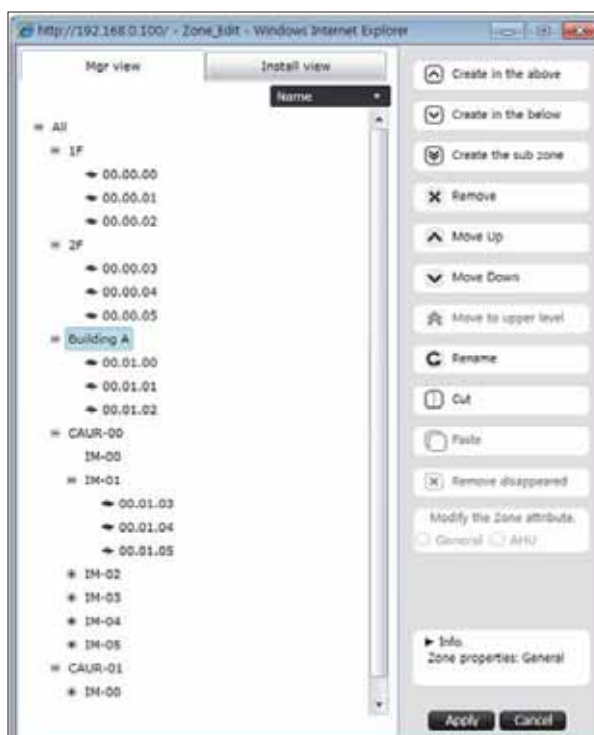 http://192.168.0.100/ - Zone_Edit - Windows Internet Explorer
Mgr view
Install view
Name
All
1F
00.00.00
00.00.01
00.00.02
2F
00.00.03
00.00.04
00.00.05
Building A
00.01.00
00.01.01
00.01.02
CAUR-00
IM-00
IM-01
00.01.03
00.01.04
00.01.05
IM-02
IM-03
IM-04
IM-05
CAUR-01
IM-00
Create in the above
Create in the below
Create the sub zone
Remove
Move Up
Move Down
Move to upper level
Rename
Cut
Paste
Remove disappeared
Modify the Zone attribute.
General AHU
Info.
Zone properties: General
Apply Cancel